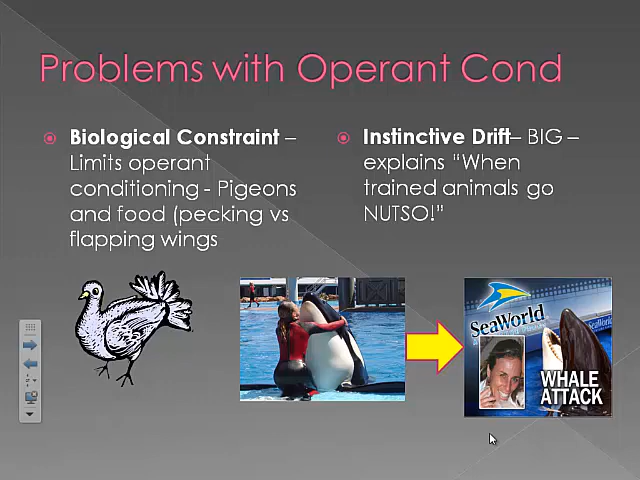 Problems with Operant Cond
Biological Constraint –
Limits operant
conditioning - Pigeons
and food (pecking vs
flapping wings
Instinctive Drift– BIG –
explains "When
trained animals go
NUTSO!"
SeaWorld
SeaWorld
WHALE
ATTACK